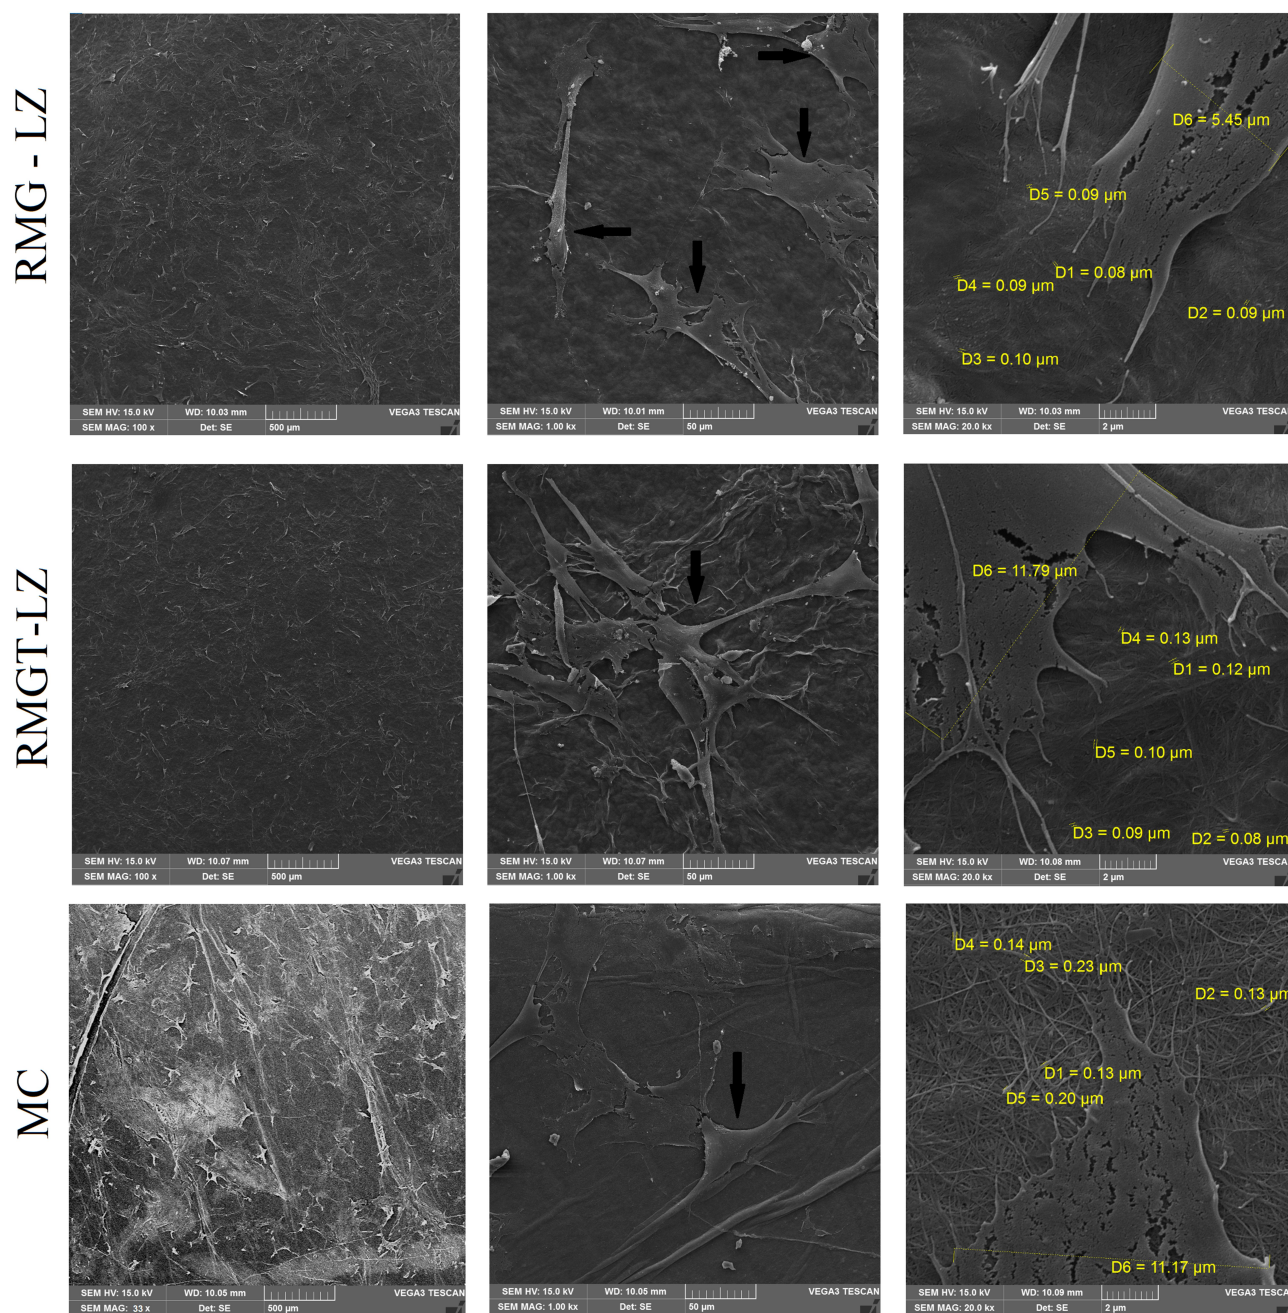 RMG - LZ
SEM HV: 15.0 kV WD: 10.03 mm VEGA3 TESCAN
SEM MAG: 100 x Det: SE 500 µm
SEM HV: 15.0 kV WD: 10.01 mm VEGA3 TESCAN
SEM MAG: 1.00 kx Det: SE 50 µm
D6 = 5.45 µm
D5 = 0.09 µm
D1 = 0.08 µm
D4 = 0.09 µm
D2 = 0.09 µm
D3 = 0.10 µm
SEM HV: 15.0 kV WD: 10.03 mm VEGA3 TESCA
SEM MAG: 20.0 kx Det: SE 2 µm
RMGT-LZ
SEM HV: 15.0 kV WD: 10.07 mm VEGA3 TESCAN
SEM MAG: 100 x Det: SE 500 µm
SEM HV: 15.0 kV WD: 10.07 mm VEGA3 TESCAN
SEM MAG: 1.00 kx Det: SE 50 µm
D6 = 11.79 µm
D4 = 0.13 µm
D1 = 0.12 µm
D5 = 0.10 µm
D3 = 0.09 µm
D2 = 0.08 µm
SEM HV: 15.0 kV WD: 10.08 mm VEGA3 TESCA
SEM MAG: 20.0 kx Det: SE 2 µm
MC
SEM HV: 15.0 kV WD: 10.05 mm VEGA3 TESCAN
SEM MAG: 33 x Det: SE 500 µm
SEM HV: 15.0 kV WD: 10.05 mm VEGA3 TESCAN
SEM MAG: 1.00 kx Det: SE 50 µm
D4 = 0.14 µm
D3 = 0.23 µm
D2 = 0.13 µm
D1 = 0.13 µm
D5 = 0.20 µm
D6 = 11.17 µm
SEM HV: 15.0 kV WD: 10.09 mm VEGA3 TESCA
SEM MAG: 20.0 kx Det: SE 2 µm